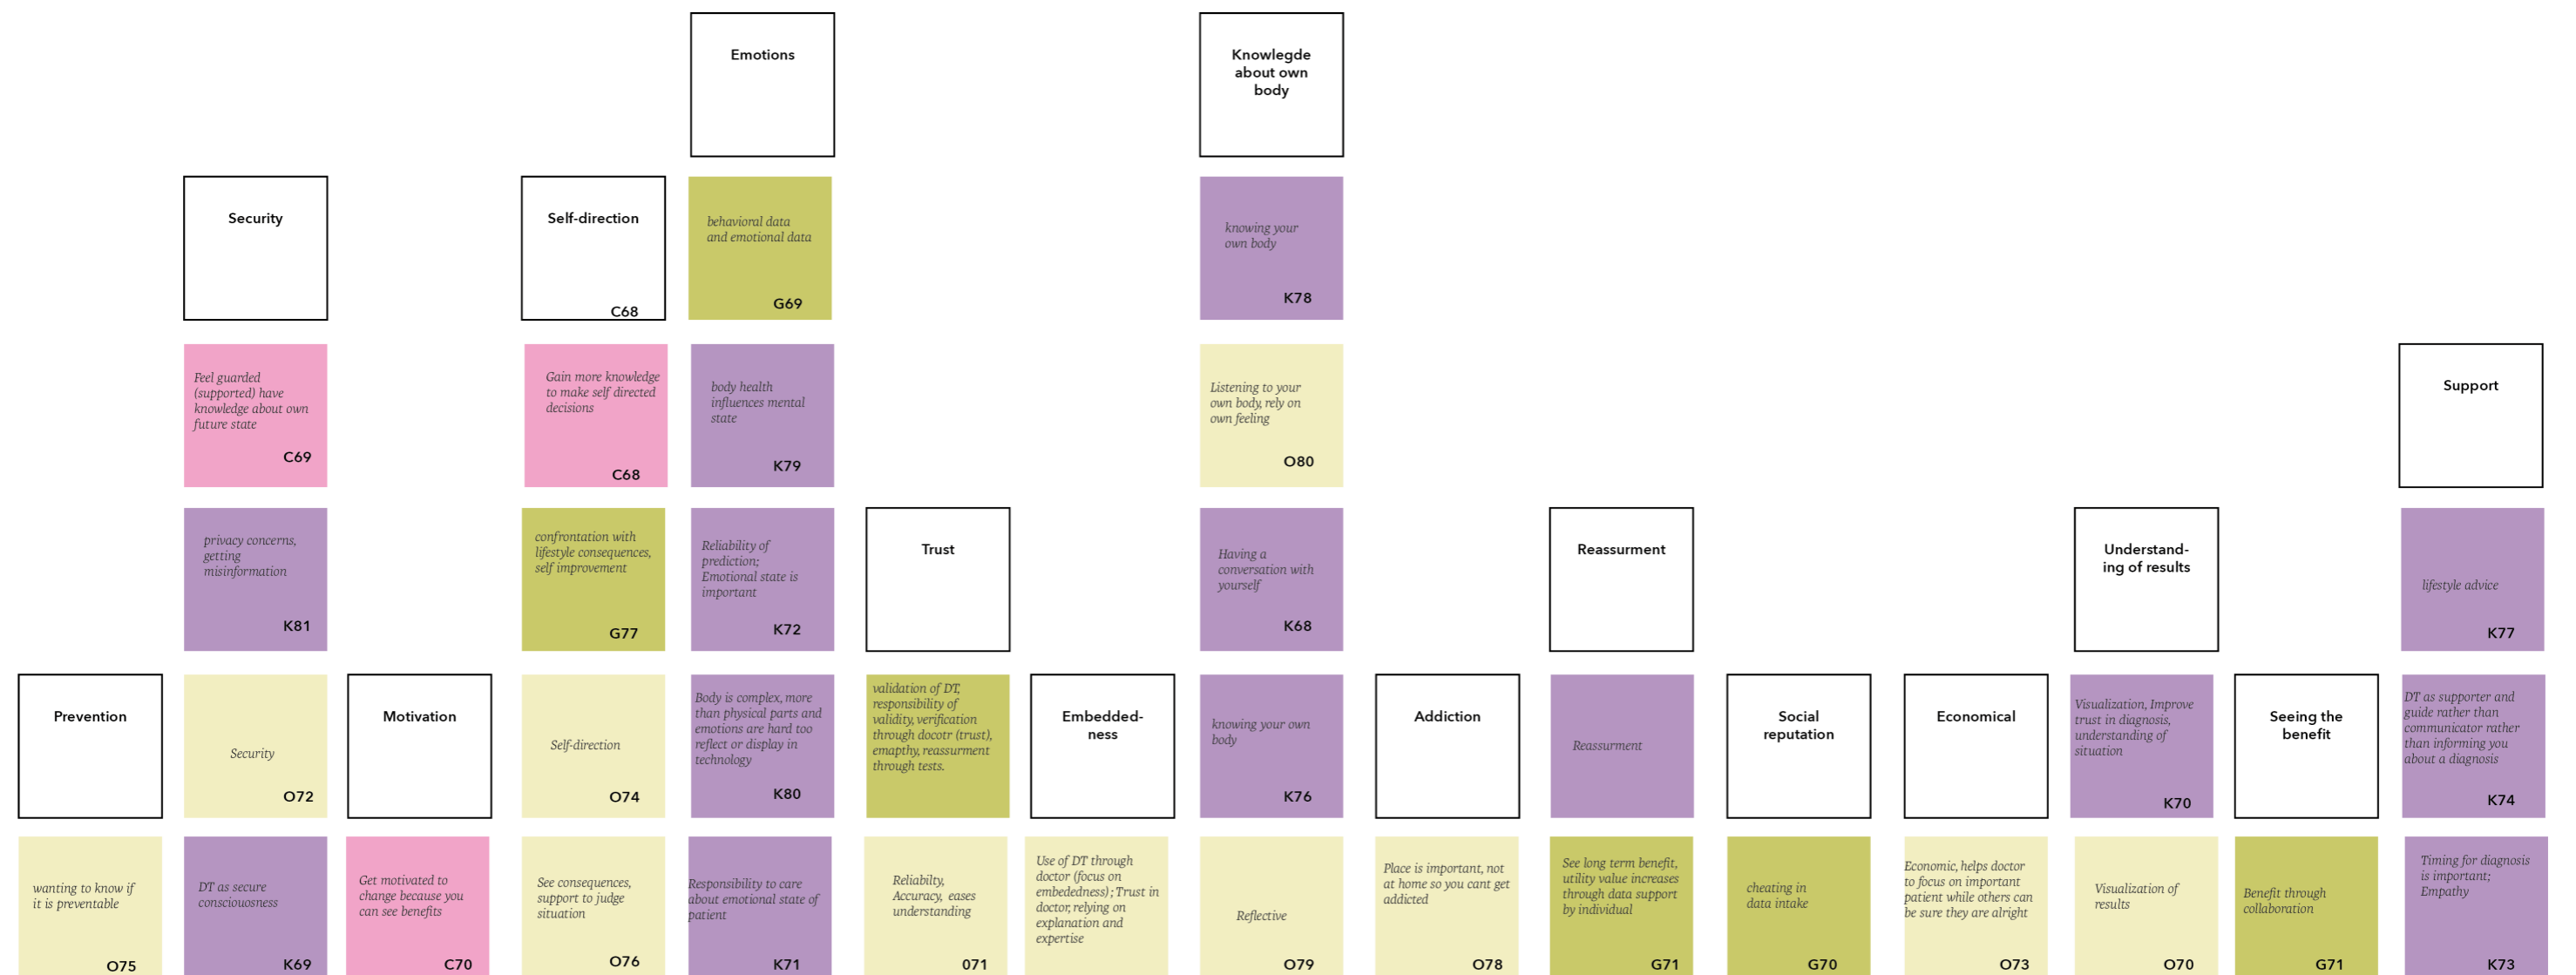 Prevention
wanting to know if
it is preventable
O75
Security
Feel guarded
(supported) have
knowledge about own
future state
C69
privacy concerns,
getting
misinformation
K81
Security
O72
DT as secure
consciouosness
K69
Motivation
Get motivated to
change because you
can see benefits
C70
Self-direction
C68
Gain more knowledge
to make self directed
decisions
C68
confrontation with
lifestyle consequences,
self improvement
G77
Self-direction
O74
See consequences,
support to judge
situation
O76
Emotions
behavioral data
and emotional data
G69
body health
influences mental
state
K79
Reliability of
prediction;
Emotional state is
important
K72
Body is complex, more
than physical parts and
emotions are hard too
reflect or display in
technology
K80
Responsibility to care
about emotional state of
patient
K71
Trust
validation of DT,
responsibility of
validity, verification
through docotr (trust),
emapthy, reassurment
through tests.
Reliabilty,
Accuracy, eases
understanding
071
Embedded-
ness
Use of DT through
doctor (focus on
embededness) ; Trust in
doctor, relying on
explanation and
expertise
Knowlegde
about own
body
knowing your
own body
K78
Listening to your
own body, rely on
own feeling
O80
Having a
conversation with
yourself
K68
knowing your own
body
K76
Reflective
O79
Addiction
Place is important, not
at home so you cant get
addicted
O78
Reassurment
Reassurment
See long term benefit,
utility value increases
through data support
by individual
G71
Social
reputation
cheating in
data intake
G70
Economical
Economic, helps doctor
to focus on important
patient while others can
be sure they are alright
O73
Understand-
ing of results
Visualization, Improve
trust in diagnosis,
understanding of
situation
K70
Visualization of
results
O70
Seeing the
benefit
Benefit through
collaboration
G71
Support
lifestyle advice
K77
DT as supporter and
guide rather than
communicator rather
than informing you
about a diagnosis
K74
Timing for diagnosis
is important;
Empathy
K73